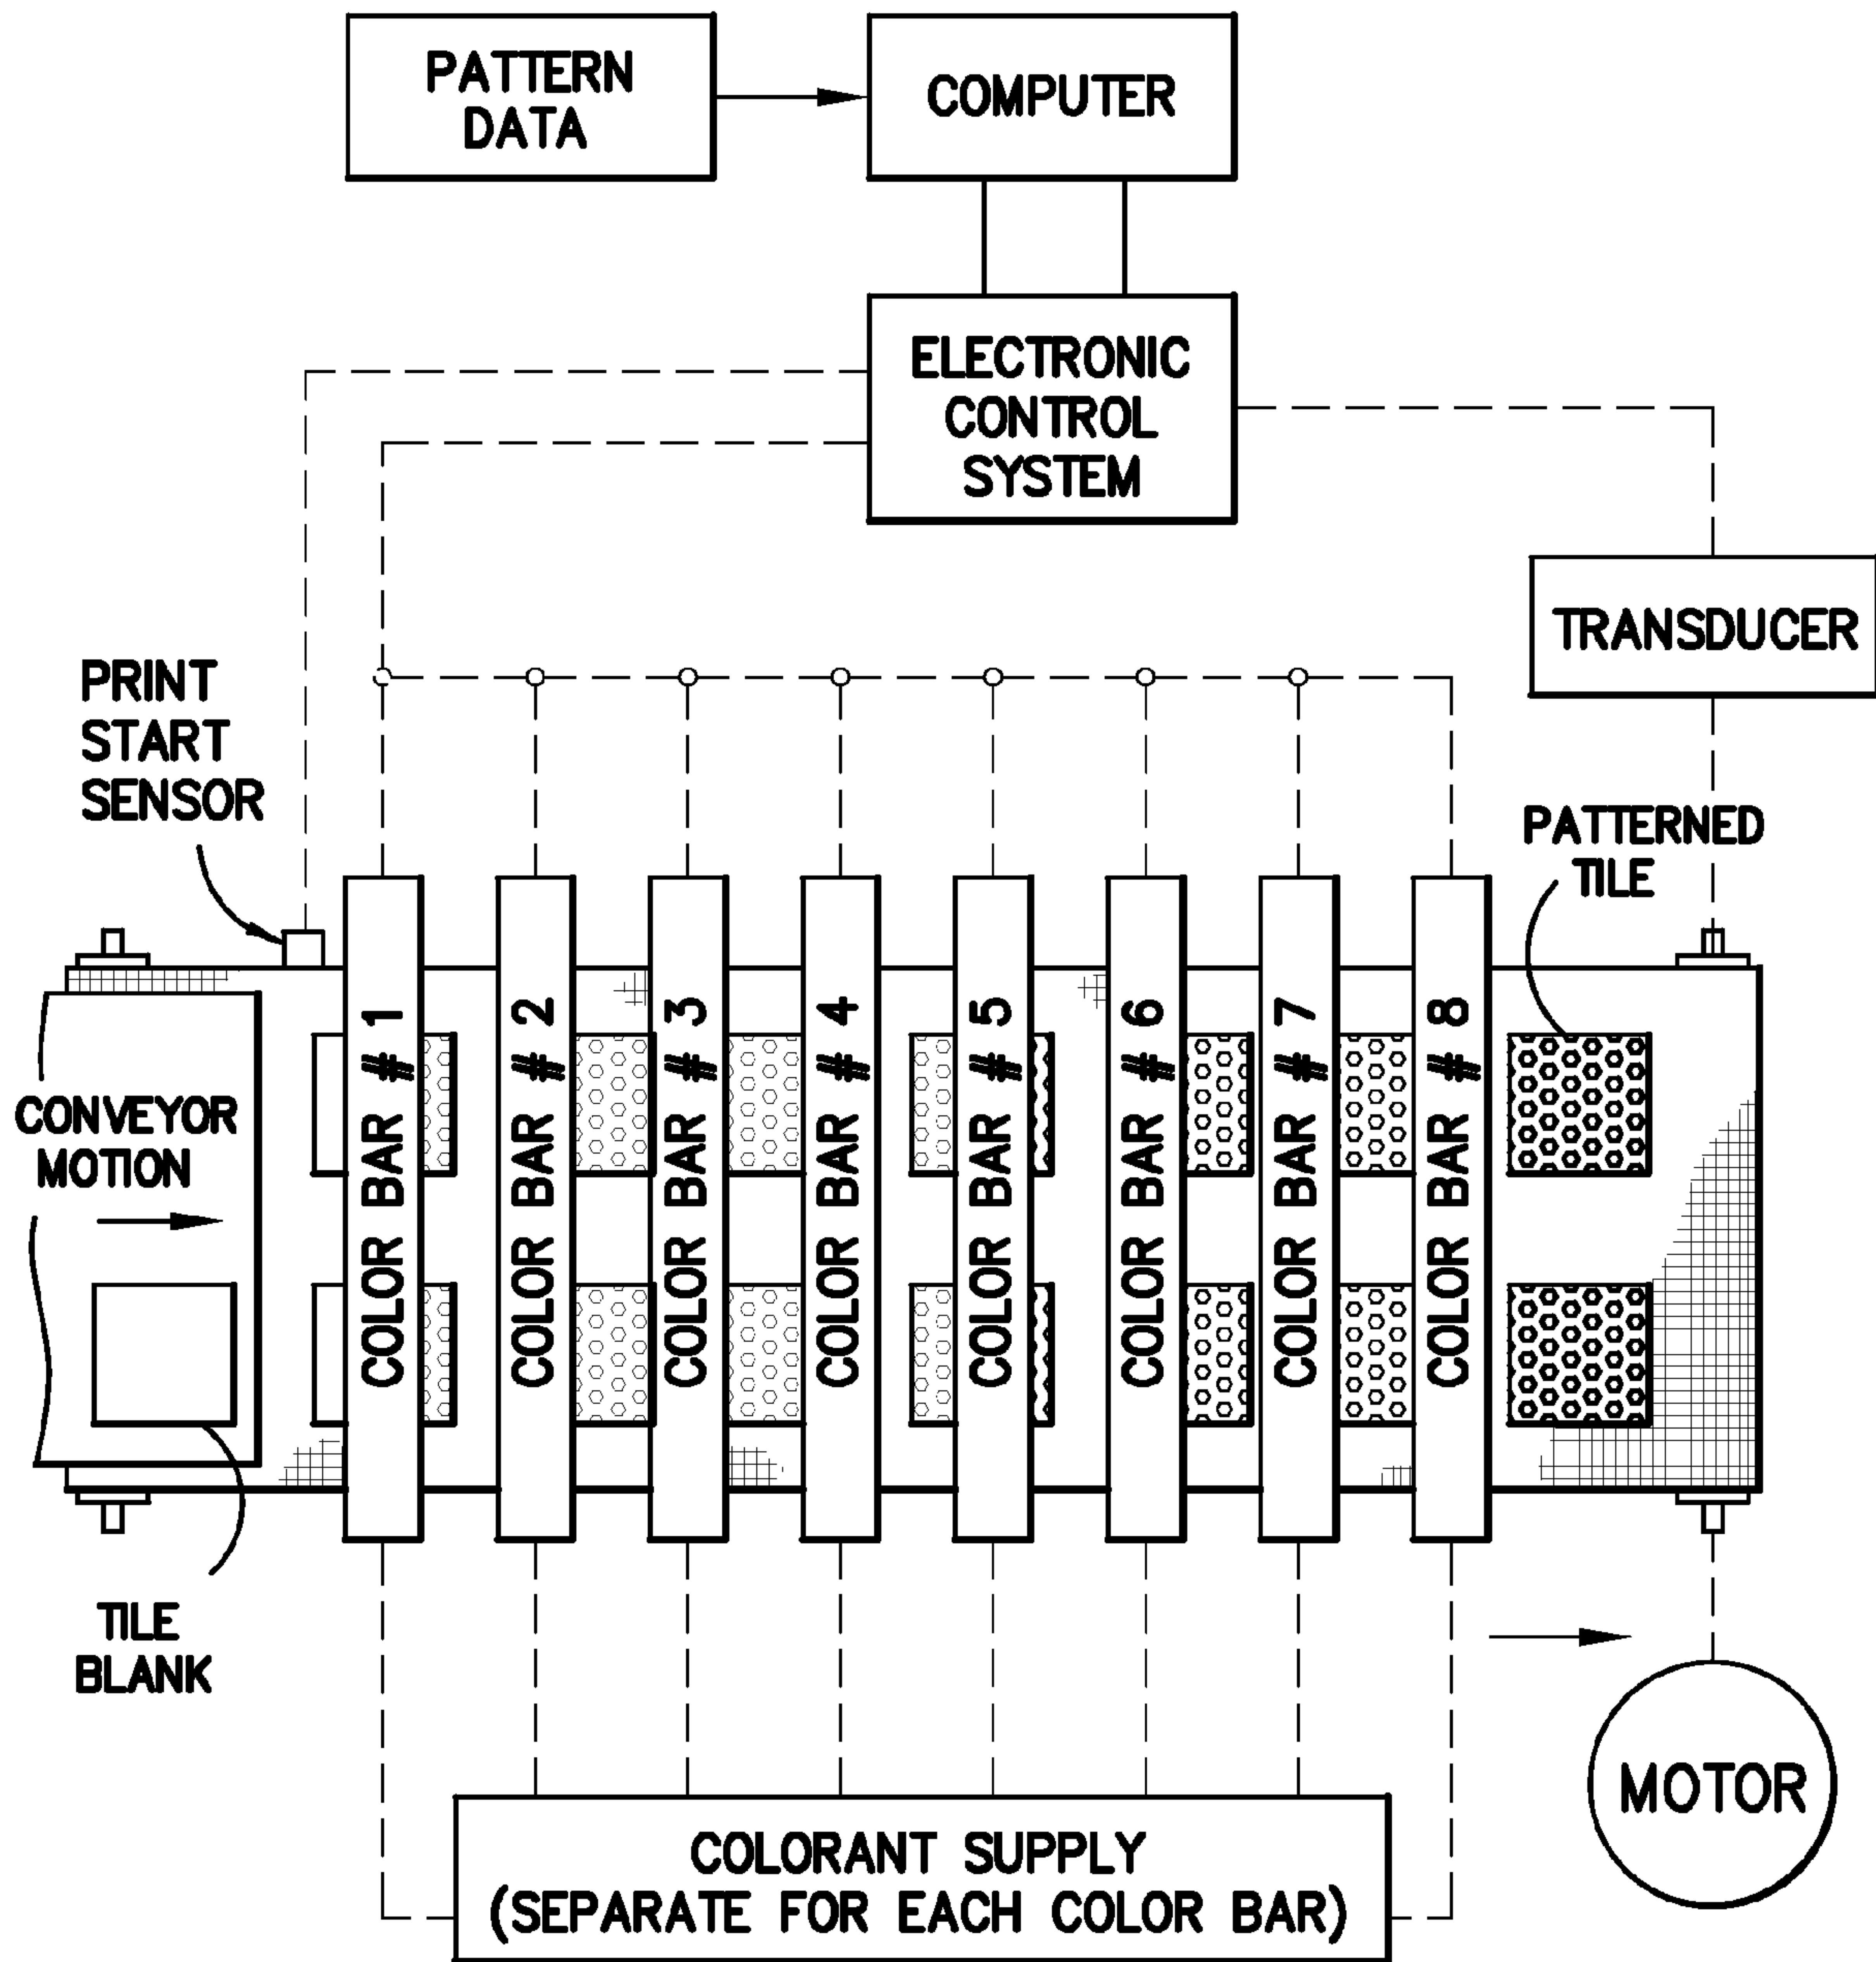 PATTERN
DATA
COMPUTER
ELECTRONIC
CONTROL
SYSTEM
TRANSDUCER
PRINT
START
SENSOR
PATTERNED
TILE
CONVEYOR
MOTION
COLOR BAR # 1
COLOR BAR # 2
COLOR BAR # 3
COLOR BAR # 4
COLOR BAR # 5
COLOR BAR # 6
COLOR BAR # 7
COLOR BAR # 8
TILE
BLANK
MOTOR
COLORANT SUPPLY
(SEPARATE FOR EACH COLOR BAR)